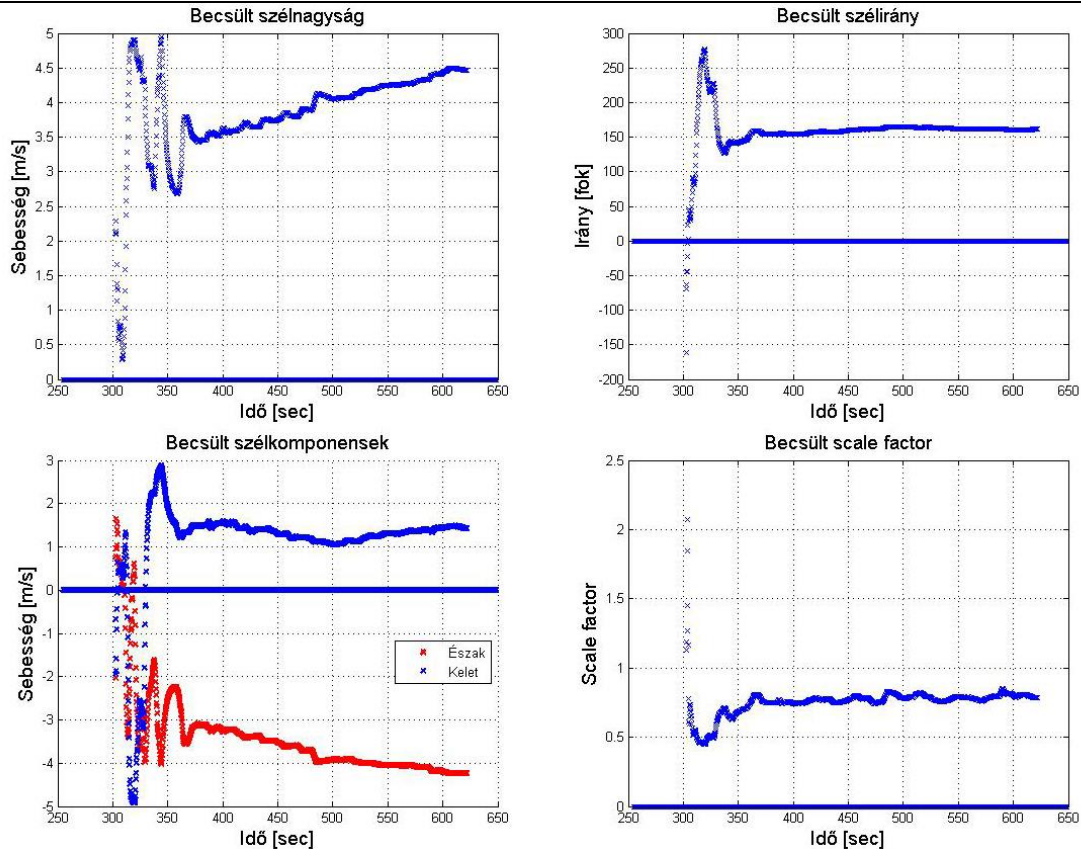 Becsült szélnagyság
Sebesség [m/s]
5
4.5
4
3.5
3
2.5
2
1.5
1
0.5
0
250 300 350 400 450 500 550 600 650
Idő [sec]
Becsült szélirány
Irány [fok]
300
250
200
150
100
50
0
-50
-100
-150
-200
250 300 350 400 450 500 550 600 650
Idő [sec]
Becsült szélkomponensek
Sebesség [m/s]
3
2
1
0
-1
-2
-3
-4
-5
Észak
Kelet
250 300 350 400 450 500 550 600 650
Idő [sec]
Becsült scale factor
Scale factor
2.5
2
1.5
1
0.5
0
250 300 350 400 450 500 550 600 650
Idő [sec]